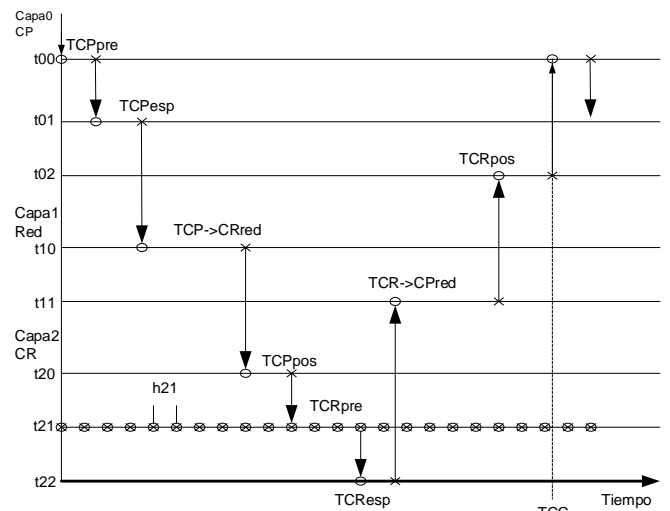 Capa0
CP
TCPpre
t00
TCPesp
t01
TCRpos
t02
Capa1
Red
TCP->CRred
t10
TCR->CPred
t11
Capa2
CR
TCPpos
t20
h21
TCRpre
t21
t22
TCResp
Tiempo